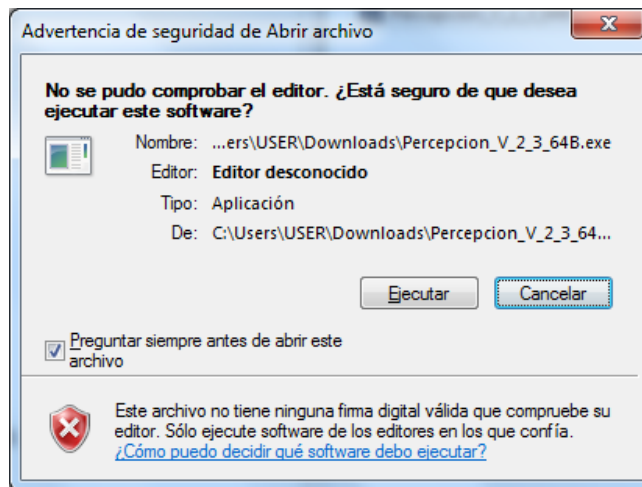 Advertencia de seguridad de Abrir archivo
No se pudo comprobar el editor. ¿Está seguro de que desea
ejecutar este software?
Nombre: ...ers\USER\Downloads\Percepcion_V_2_3_64B.exe
Editor: Editor desconocido
Tipo: Aplicación
De: C:\Users\USER\Downloads\Percepcion_V_2_3_64...
Ejecutar Cancelar
Preguntar siempre antes de abrir este
archivo
Este archivo no tiene ninguna firma digital válida que compruebe su
editor. Sólo ejecute software de los editores en los que confía.
¿Cómo puedo decidir qué software debo ejecutar?